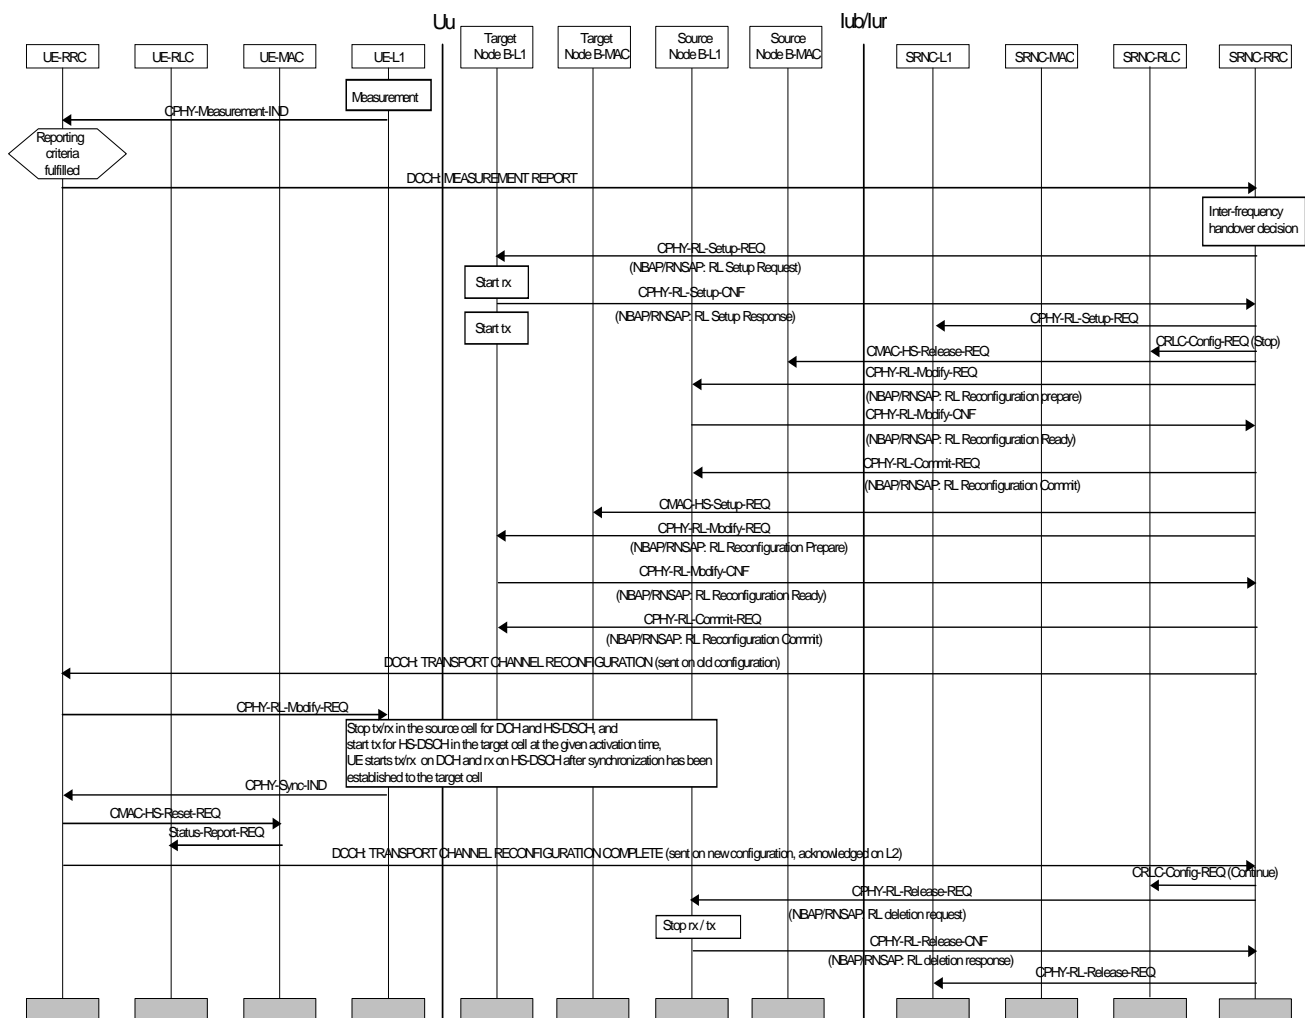 Uu
Iub/Iur
UE-RRC
UE-RLC
UE-MAC
UE-L1
Target
Node B-L1
Target
Node B-MAC
Source
Node B-L1
Source
Node B-MAC
SRNC-L1
SRNC-MAC
SRNC-RLC
SRNC-RRC
Measurement
CPHY-Measurement-IND
Reporting
criteria
fulfilled
DCCH: MEASUREMENT REPORT
Inter-frequency
handover decision
CPHY-RL-Setup-REQ
(NBAP/RNSAP: RL Setup Request)
Start rx
CPHY-RL-Setup-CNF
(NBAP/RNSAP: RL Setup Response)
Start tx
CPHY-RL-Setup-REQ
CRLC-Config-REQ (Stop)
CMAC-HS-Release-REQ
CPHY-RL-Modify-REQ
(NBAP/RNSAP: RL Reconfiguration prepare)
CPHY-RL-Modify-CNF
(NBAP/RNSAP: RL Reconfiguration Ready)
CPHY-RL-Commit-REQ
(NBAP/RNSAP: RL Reconfiguration Commit)
CMAC-HS-Setup-REQ
CPHY-RL-Modify-REQ
(NBAP/RNSAP: RL Reconfiguration Prepare)
CPHY-RL-Modify-CNF
(NBAP/RNSAP: RL Reconfiguration Ready)
CPHY-RL-Commit-REQ
(NBAP/RNSAP: RL Reconfiguration Commit)
DCCH: TRANSPORT CHANNEL RECONFIGURATION (sent on old configuration)
CPHY-RL-Modify-REQ
Stop tx/rx in the source cell for DCH and HS-DSCH, and
start tx for HS-DSCH in the target cell at the given activation time,
UE starts tx/rx on DCH and rx on HS-DSCH after synchronization has been
established to the target cell
CPHY-Sync-IND
CMAC-HS-Reset-REQ
Status-Report-REQ
DCCH: TRANSPORT CHANNEL RECONFIGURATION COMPLETE (sent on new configuration, acknowledged on L2)
CRLC-Config-REQ (Continue)
CPHY-RL-Release-REQ
(NBAP/RNSAP: RL deletion request)
Stop rx / tx
CPHY-RL-Release-CNF
(NBAP/RNSAP: RL deletion response)
CPHY-RL-Release-REQ